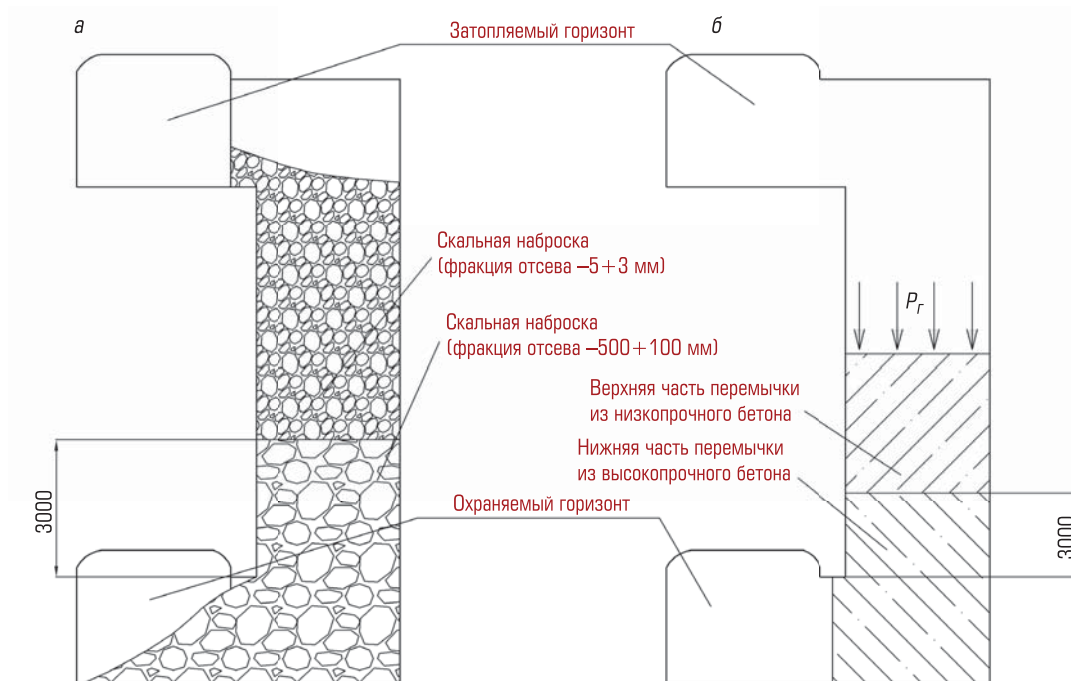 а
б
Затопляемый горизонт
Скальная наброска
(фракция отсева –5+3 мм)
Pг
Скальная наброска
(фракция отсева –500+100 мм)
Верхняя часть перемычки
из низкопрочного бетона
Нижняя часть перемычки
из высокопрочного бетона
3000
Охраняемый горизонт
3000